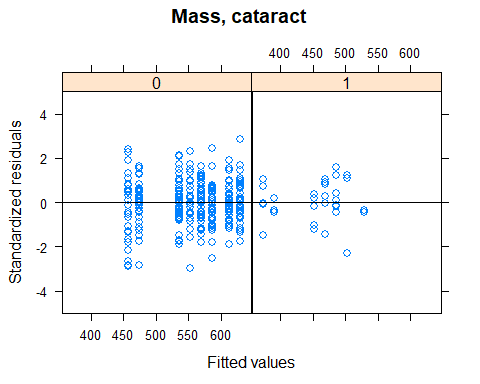 Mass, cataract
400 450 500 550 600
0 1
4
2
0
-2
-4
Standardized residuals
400 450 500 550 600
Fitted values